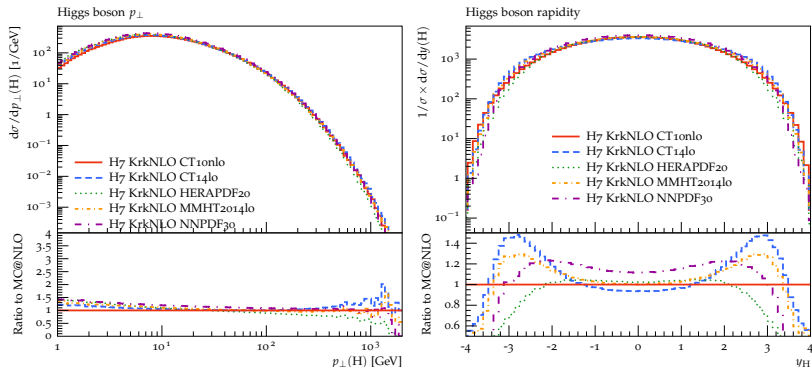 Higgs boson p⊥
dσ/dp⊥(H) [1/GeV]
10²
10¹
1
10⁻¹
10⁻²
10⁻³
H7 KrkNLO CT10nlo
H7 KrkNLO CT14lo
H7 KrkNLO HERAPDF20
H7 KrkNLO MMHT2014lo
H7 KrkNLO NNPDF30
Ratio to MC@NLO
4
3.5
3
2.5
2
1.5
1
0.5
0
1 10¹ 10² 10³
p⊥(H) [GeV]
Higgs boson rapidity
1/σ × dσ/dy(H)
10³
10²
10¹
1
10⁻¹
H7 KrkNLO CT10nlo
H7 KrkNLO CT14lo
H7 KrkNLO HERAPDF20
H7 KrkNLO MMHT2014lo
H7 KrkNLO NNPDF30
Ratio to MC@NLO
1.4
1.2
1
0.8
0.6
-4 -3 -2 -1 0 1 2 3 4
yH